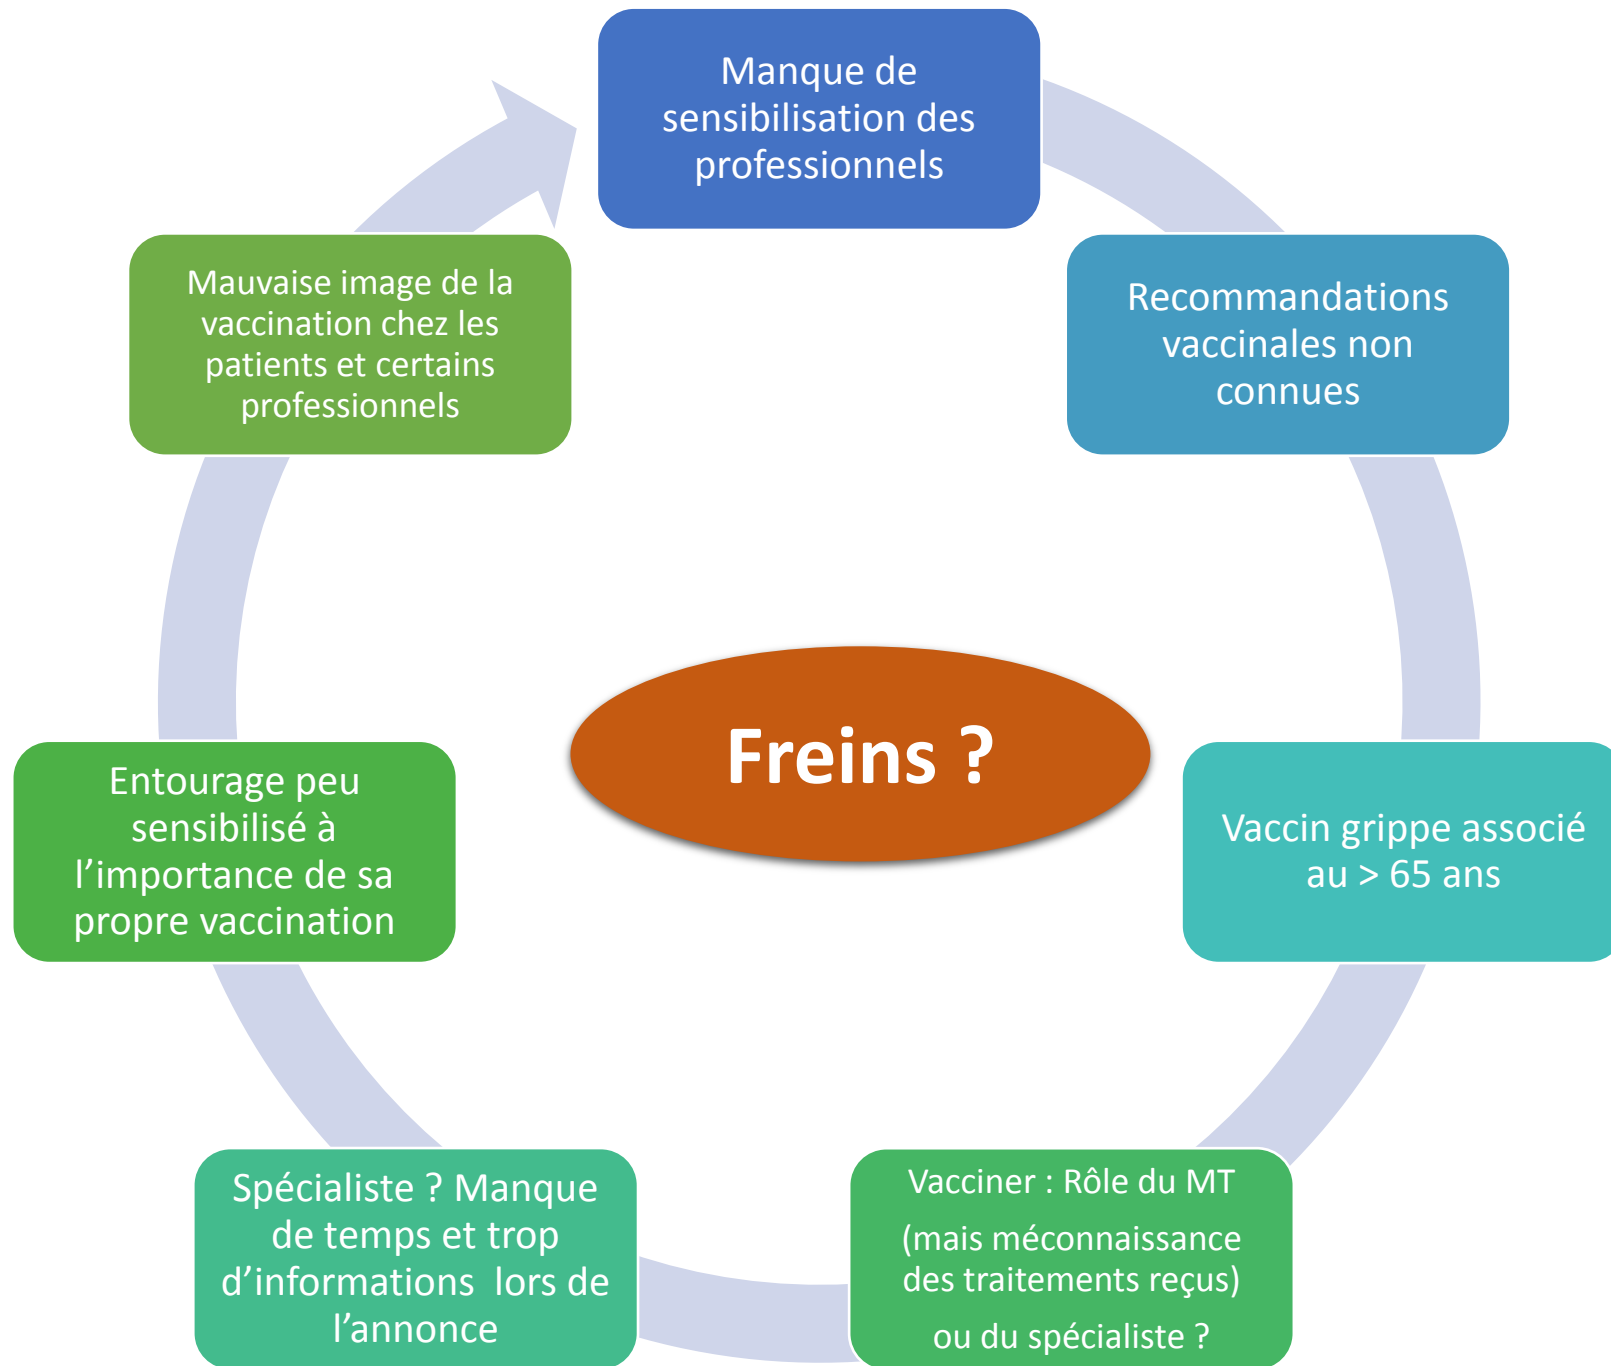 Manque de
sensibilisation des
professionnels
Recommandations
vaccinales non
connues
Vaccin grippe associé
au > 65 ans
Vacciner : Rôle du MT
(mais méconnaissance
des traitements reçus)
ou du spécialiste ?
Spécialiste ? Manque
de temps et trop
d’informations  lors de
l’annonce
Entourage peu
sensibilisé à
l’importance de sa
propre vaccination
Mauvaise image de la
vaccination chez les
patients et certains
professionnels
Freins ?